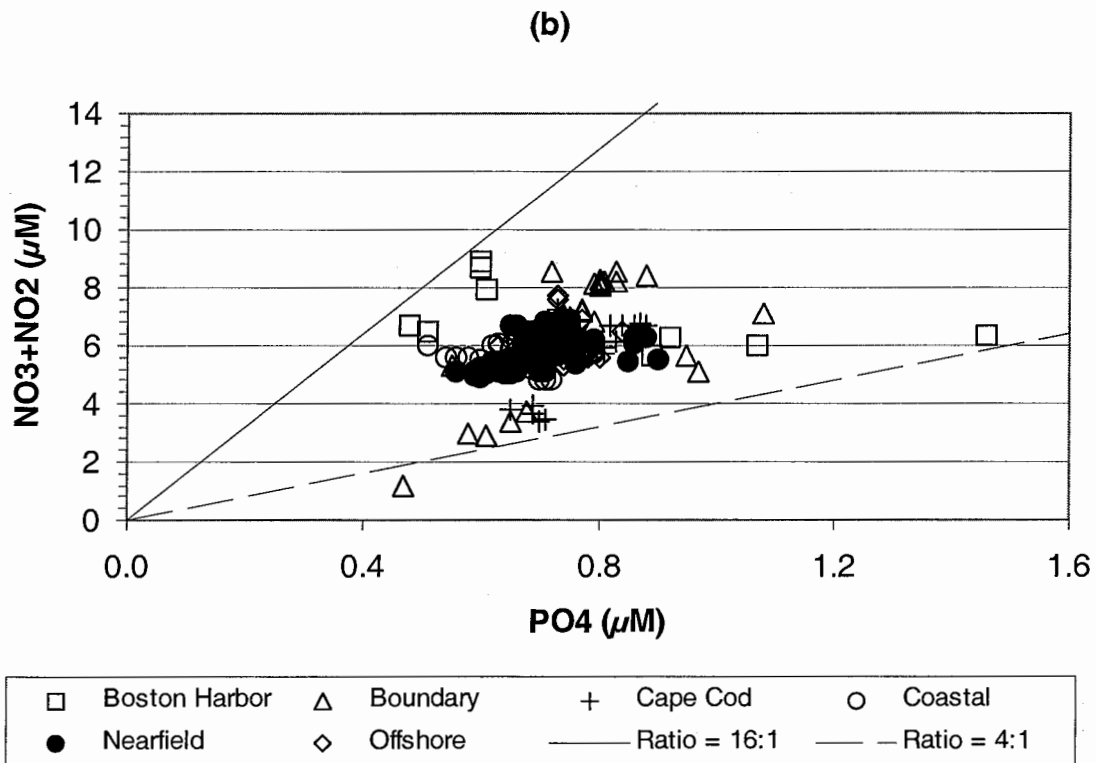 (b)
NO3+NO2 (µM)
14
12
10
8
6
4
2
0
0.0 0.4 0.8 1.2 1.6
PO4 (µM)
Boston Harbor Boundary Cape Cod Coastal
Nearfield Offshore Ratio = 16:1 Ratio = 4:1